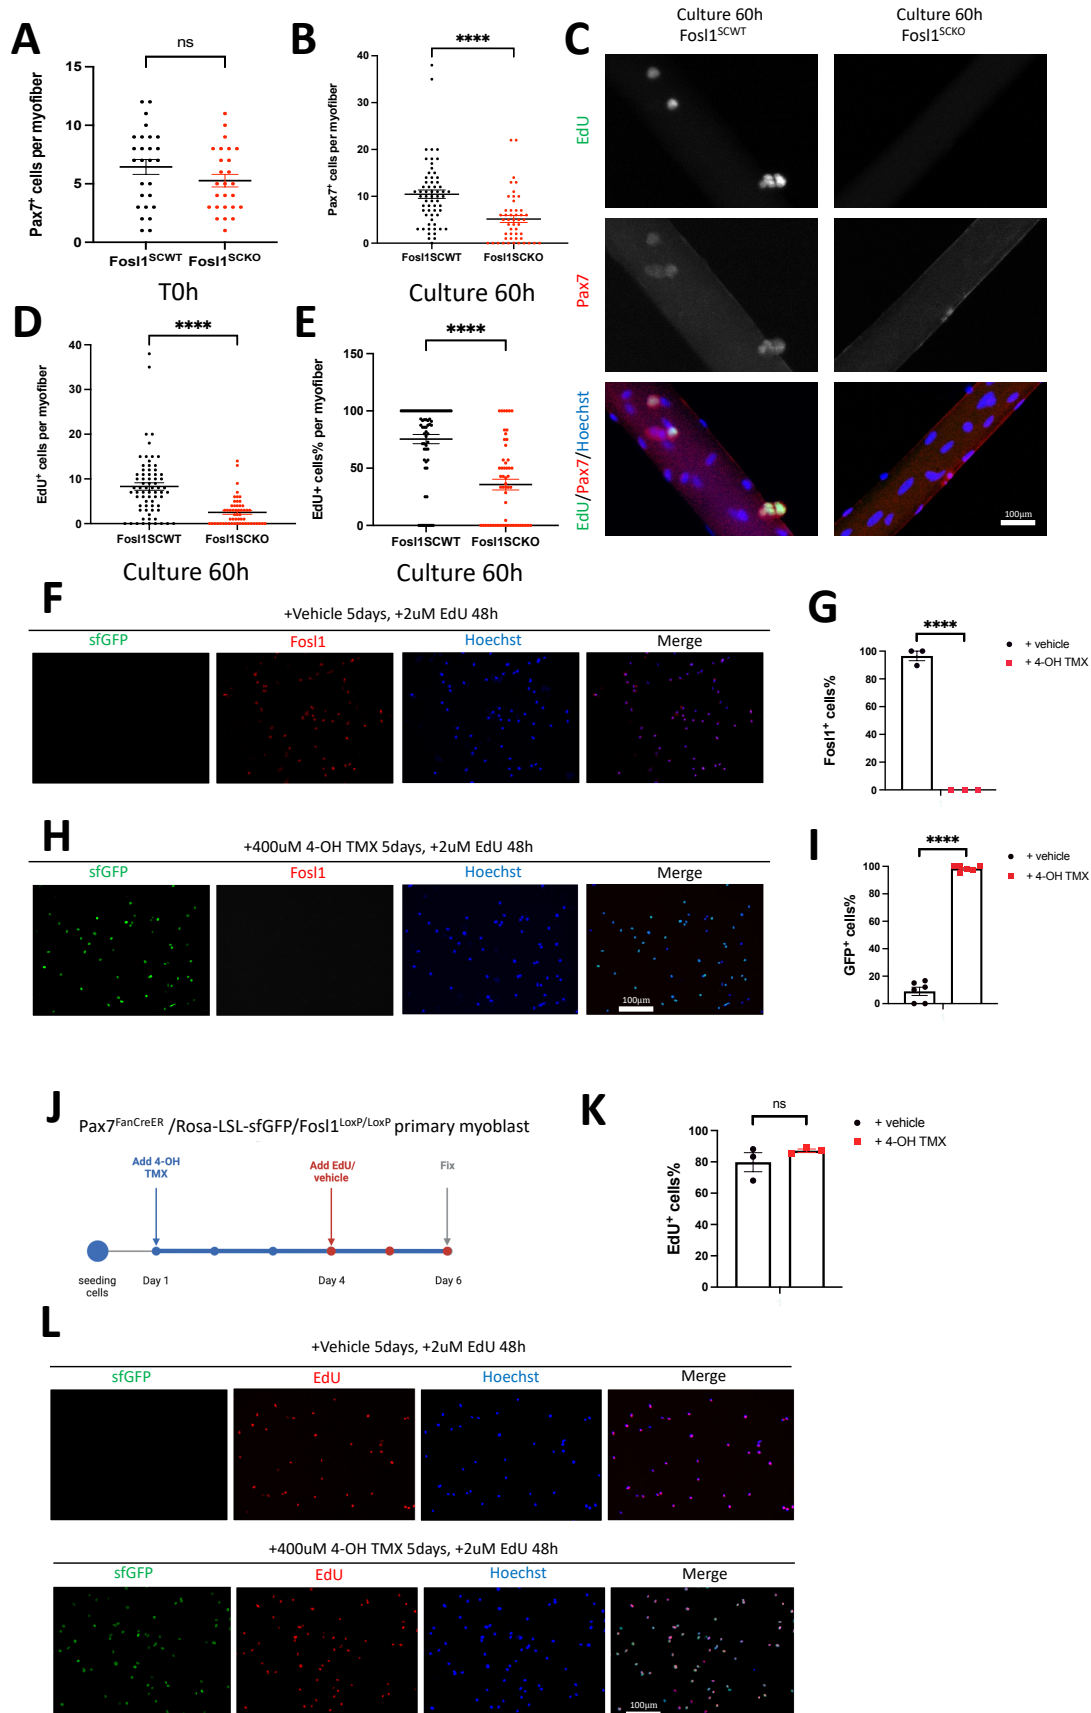 A
ns
Pax7+ cells per myofiber
15
10
5
0
Fosl1SCWT
Fosl1SCKO
T0h
B
****
Pax7+ cells per myofiber
40
30
20
10
0
Fosl1SCWT
Fosl1SCKO
Culture 60h
C
Culture 60h
Fosl1SCWT
Culture 60h
Fosl1SCKO
EdU
Pax7
EdU/Pax7/Hoechst
100μm
D
****
EdU+ cells per myofiber
40
30
20
10
0
Fosl1SCWT
Fosl1SCKO
Culture 60h
E
****
EdU+ cells% per myofiber
150
100
50
0
Fosl1SCWT
Fosl1SCKO
Culture 60h
F
+Vehicle 5days, +2uM EdU 48h
sfGFP
Fosl1
Hoechst
Merge
G
****
Fosl1+ cells%
100
80
60
40
20
0
+ vehicle
+ 4-OH TMX
H
+400uM 4-OH TMX 5days, +2uM EdU 48h
sfGFP
Fosl1
Hoechst
Merge
100μm
I
****
GFP+ cells%
100
80
60
40
20
0
+ vehicle
+ 4-OH TMX
J
Pax7FanCreER /Rosa-LSL-sfGFP/Fosl1LoxP/LoxP primary myoblast
Add 4-OH
TMX
Add EdU/
vehicle
Fix
seeding
cells
Day 1
Day 4
Day 6
K
ns
EdU+ cells%
100
80
60
40
20
0
+ vehicle
+ 4-OH TMX
L
+Vehicle 5days, +2uM EdU 48h
sfGFP
EdU
Hoechst
Merge
+400uM 4-OH TMX 5days, +2uM EdU 48h
sfGFP
EdU
Hoechst
Merge
100μm